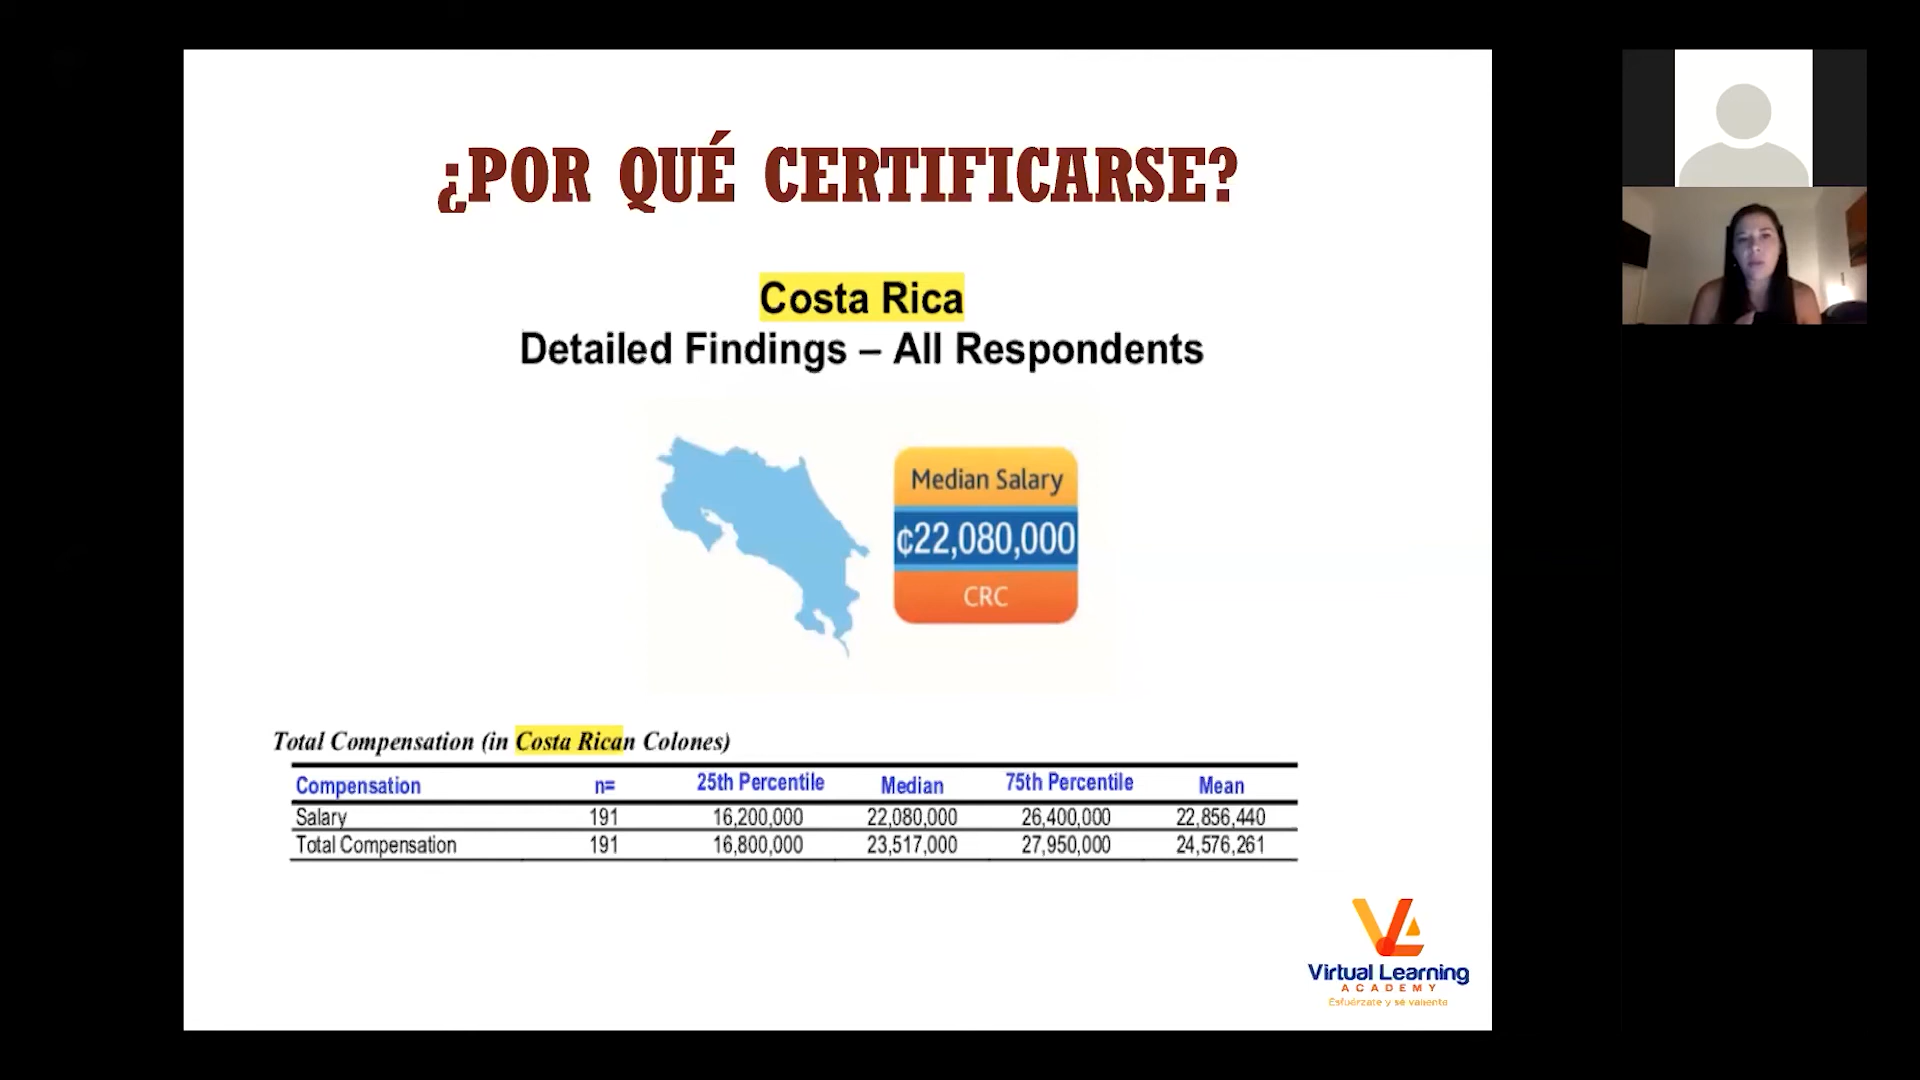 ¿POR QUÉ CERTIFICARSE?
Costa Rica
Detailed Findings – All Respondents
Median Salary
₡22,080,000
CRC
Total Compensation (in Costa Rican Colones)
Compensation n= 25th Percentile Median 75th Percentile Mean
Salary 191 16,200,000 22,080,000 26,400,000 22,856,440
Total Compensation 191 16,800,000 23,517,000 27,950,000 24,576,261
Virtual Learning
ACADEMY
Esfuérzate y sé valiente